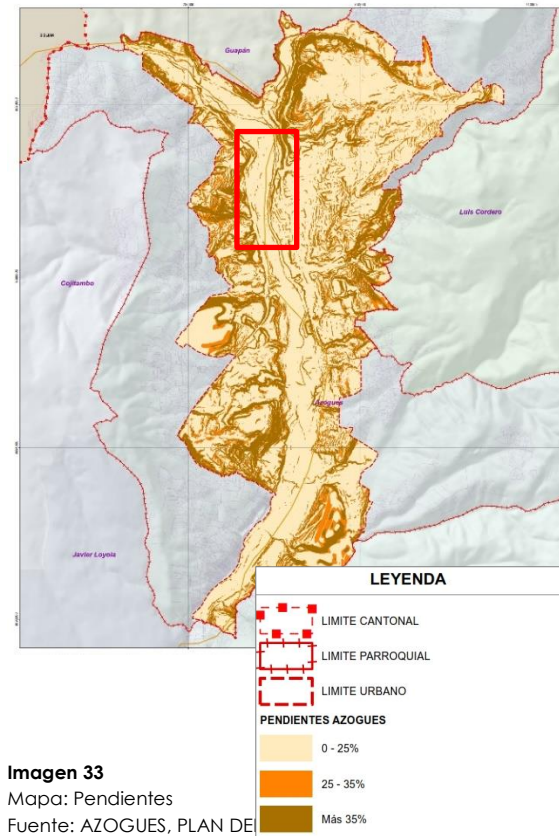 Guapán
Luis Cordero
Cojitambo
Azogues
Javier Loyola
LEYENDA
LIMITE CANTONAL
LIMITE PARROQUIAL
LIMITE URBANO
PENDIENTES AZOGUES
0 - 25%
25 - 35%
Más 35%
Imagen 33
Mapa: Pendientes
Fuente: AZOGUES, PLAN DE